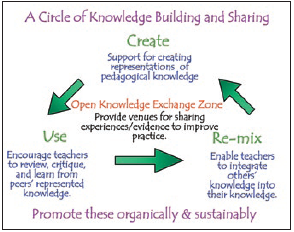 A Circle of Knowledge Building and Sharing
Create
Support for creating
representations of
pedagogical knowledge
Open Knowledge Exchange Zone
Provide venues for sharing
experiences/evidence to improve
practice.
Use
Encourage teachers
to review, critique,
and learn from
peers' represented
knowledge.
Re-mix
Enable teachers
to integrate
others'
knowledge into
their knowledge.
Promote these organically & sustainably